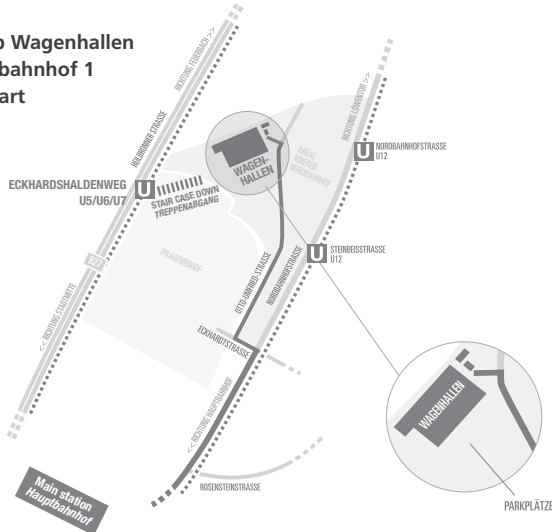 p Wagenhallen
bahnhof 1
art
RICHTUNG FEUERBACH >>
HEILBRONNER STRASSE
RICHTUNG LÖWENTOR >>
U NORDBAHNHOFSTRASSE
U12
AREAL
INNERER
NORDBAHNHOF
WAGEN-
HALLEN
ECKHARDSHALDENWEG U
U5/U6/U7
STAIR CASE DOWN
TREPPENABGANG
U STEINBEISSTRASSE
U12
PRAGFRIEDHOF
B27
OTTO-UMFRIED-STRASSE
NORDBAHNHOFSTRASSE
<< RICHTUNG STADTMITTE
ECKHARDTSTRASSE
<< RICHTUNG HAUPTBAHNHOF
WAGENHALLEN
Main station
Hauptbahnhof
ROSENSTEINSTRASSE
PARKPLÄTZE